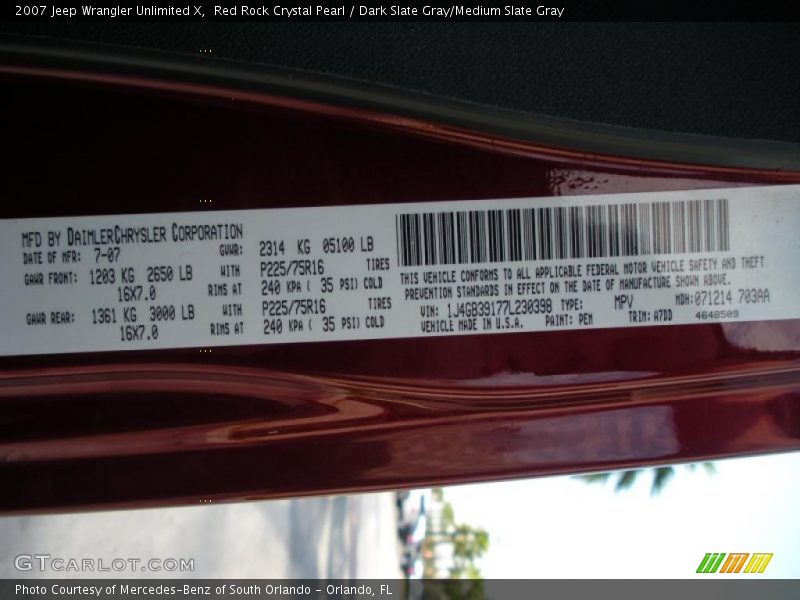 2007 Jeep Wrangler Unlimited X,  Red Rock Crystal Pearl / Dark Slate Gray/Medium Slate Gray
MFD BY DAIMLERCHRYSLER CORPORATION
DATE OF MFR: 7-07 GVWR: 2314 KG 05100 LB
GAWR FRONT: 1203 KG 2650 LB WITH P225/75R16 TIRES
16X7.0 RIMS AT 240 KPA ( 35 PSI) COLD
GAWR REAR: 1361 KG 3000 LB WITH P225/75R16 TIRES
16X7.0 RIMS AT 240 KPA ( 35 PSI) COLD
THIS VEHICLE CONFORMS TO ALL APPLICABLE FEDERAL MOTOR VEHICLE SAFETY AND THEFT
PREVENTION STANDARDS IN EFFECT ON THE DATE OF MANUFACTURE SHOWN ABOVE.
VIN: 1J4GB39177L230398 TYPE: MPV MDH:071214 703AA
VEHICLE MADE IN U.S.A. PAINT: PEM TRIM: A7DD 4648509
GTCARLOT.COM
Photo Courtesy of Mercedes-Benz of South Orlando - Orlando, FL